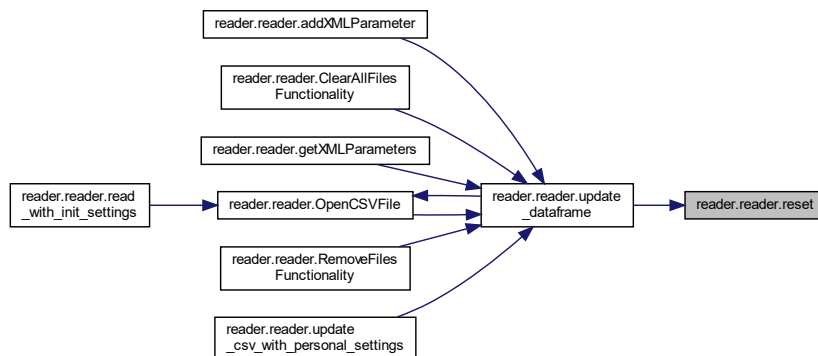 reader.reader.addXMLParameter
reader.reader.ClearAllFiles
Functionality
reader.reader.getXMLParameters
reader.reader.read
_with_init_settings
reader.reader.OpenCSVFile
reader.reader.update
_dataframe
reader.reader.reset
reader.reader.RemoveFiles
Functionality
reader.reader.update
_csv_with_personal_settings